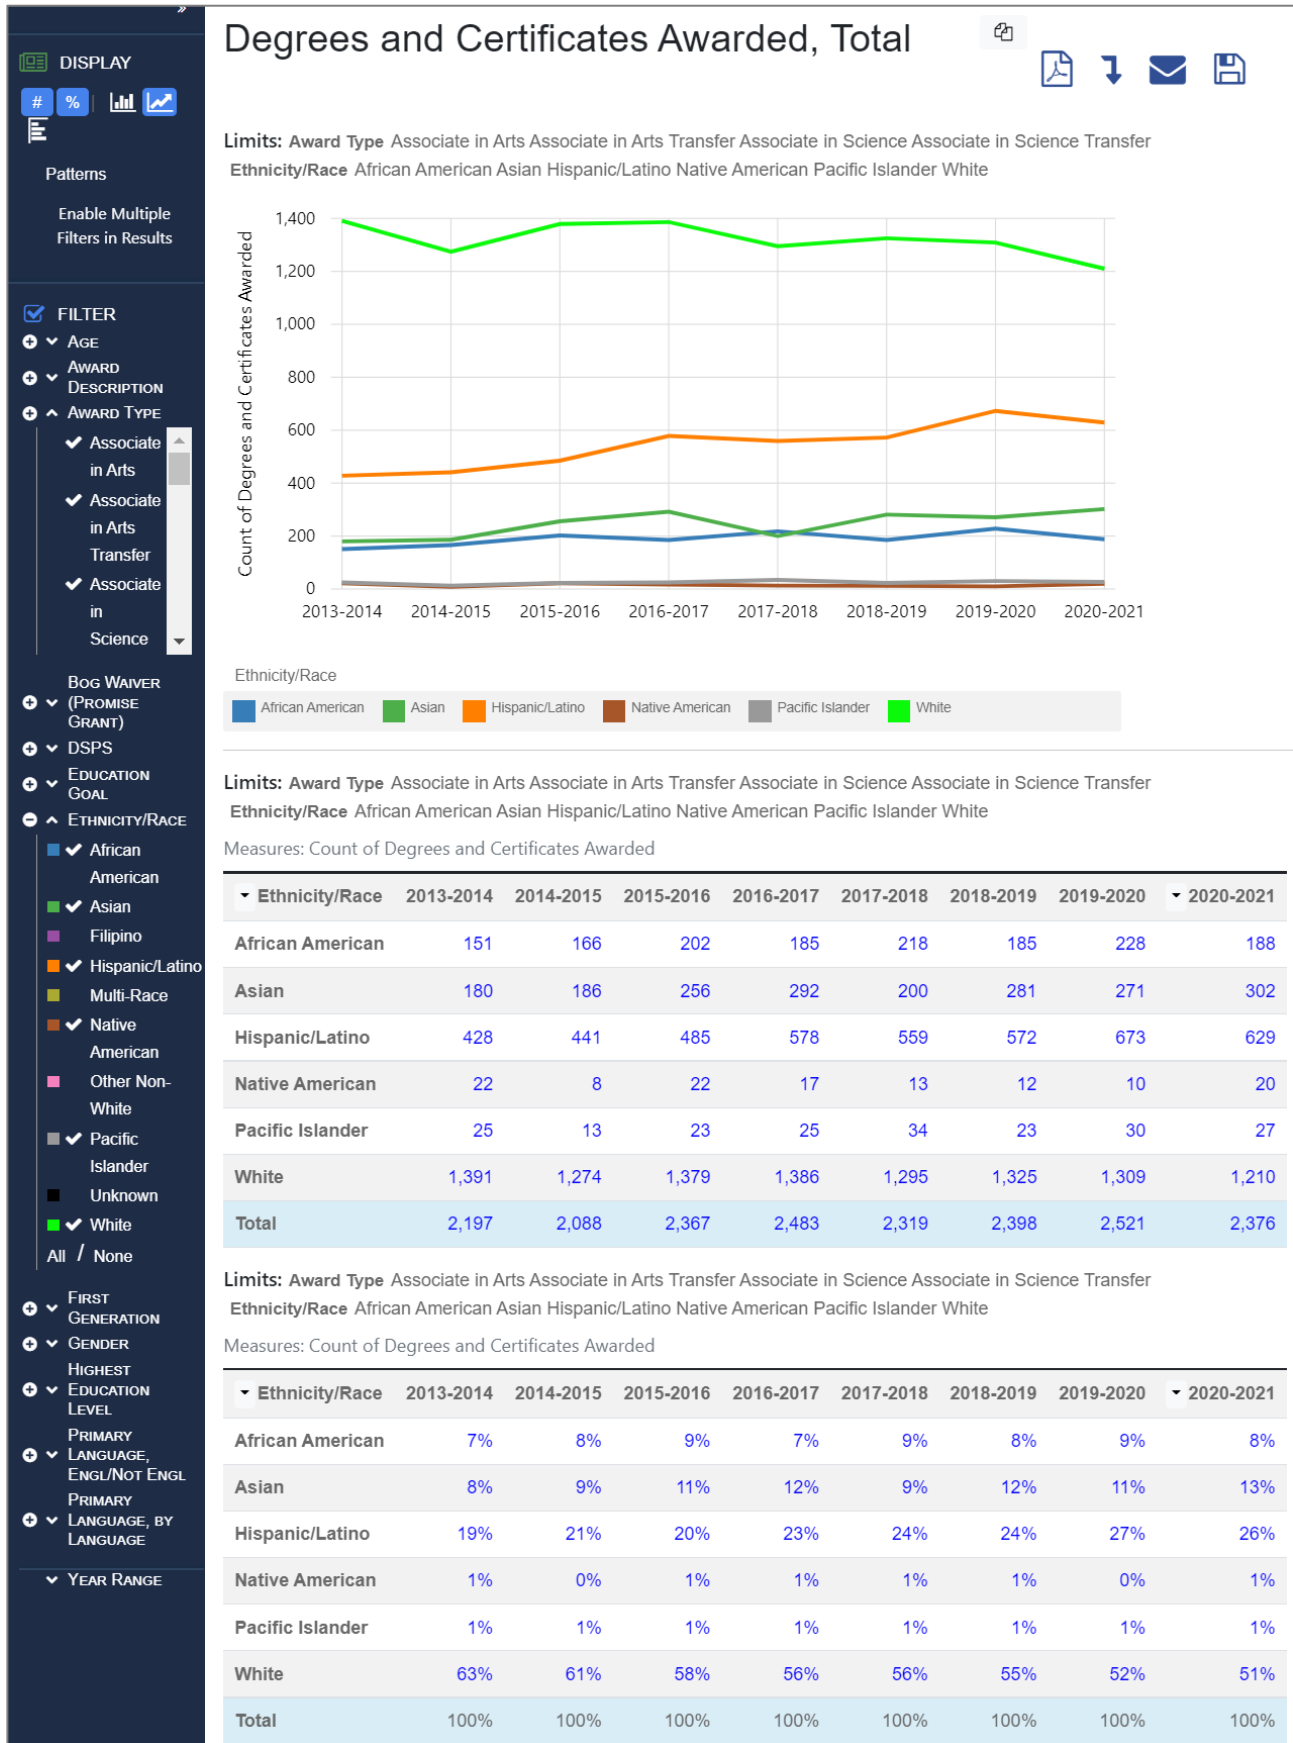 »
DISPLAY
# %
Patterns
Enable Multiple
Filters in Results
FILTER
AGE
AWARD
DESCRIPTION
AWARD TYPE
Associate
in Arts
Associate
in Arts
Transfer
Associate
in
Science
BOG WAIVER
(PROMISE
GRANT)
DSPS
EDUCATION
GOAL
ETHNICITY/RACE
African
American
Asian
Filipino
Hispanic/Latino
Multi-Race
Native
American
Other Non-
White
Pacific
Islander
Unknown
White
All / None
FIRST
GENERATION
GENDER
HIGHEST
EDUCATION
LEVEL
PRIMARY
LANGUAGE,
ENGL/NOT ENGL
PRIMARY
LANGUAGE, BY
LANGUAGE
YEAR RANGE
Degrees and Certificates Awarded, Total
Limits: Award Type Associate in Arts Associate in Arts Transfer Associate in Science Associate in Science Transfer
Ethnicity/Race African American Asian Hispanic/Latino Native American Pacific Islander White
Count of Degrees and Certificates Awarded
1,400
1,200
1,000
800
600
400
200
0
2013-2014 2014-2015 2015-2016 2016-2017 2017-2018 2018-2019 2019-2020 2020-2021
Ethnicity/Race
African American Asian Hispanic/Latino Native American Pacific Islander White
Limits: Award Type Associate in Arts Associate in Arts Transfer Associate in Science Associate in Science Transfer
Ethnicity/Race African American Asian Hispanic/Latino Native American Pacific Islander White
Measures: Count of Degrees and Certificates Awarded
Ethnicity/Race 2013-2014 2014-2015 2015-2016 2016-2017 2017-2018 2018-2019 2019-2020 2020-2021
African American 151 166 202 185 218 185 228 188
Asian 180 186 256 292 200 281 271 302
Hispanic/Latino 428 441 485 578 559 572 673 629
Native American 22 8 22 17 13 12 10 20
Pacific Islander 25 13 23 25 34 23 30 27
White 1,391 1,274 1,379 1,386 1,295 1,325 1,309 1,210
Total 2,197 2,088 2,367 2,483 2,319 2,398 2,521 2,376
Limits: Award Type Associate in Arts Associate in Arts Transfer Associate in Science Associate in Science Transfer
Ethnicity/Race African American Asian Hispanic/Latino Native American Pacific Islander White
Measures: Count of Degrees and Certificates Awarded
Ethnicity/Race 2013-2014 2014-2015 2015-2016 2016-2017 2017-2018 2018-2019 2019-2020 2020-2021
African American 7% 8% 9% 7% 9% 8% 9% 8%
Asian 8% 9% 11% 12% 9% 12% 11% 13%
Hispanic/Latino 19% 21% 20% 23% 24% 24% 27% 26%
Native American 1% 0% 1% 1% 1% 1% 0% 1%
Pacific Islander 1% 1% 1% 1% 1% 1% 1% 1%
White 63% 61% 58% 56% 56% 55% 52% 51%
Total 100% 100% 100% 100% 100% 100% 100% 100%